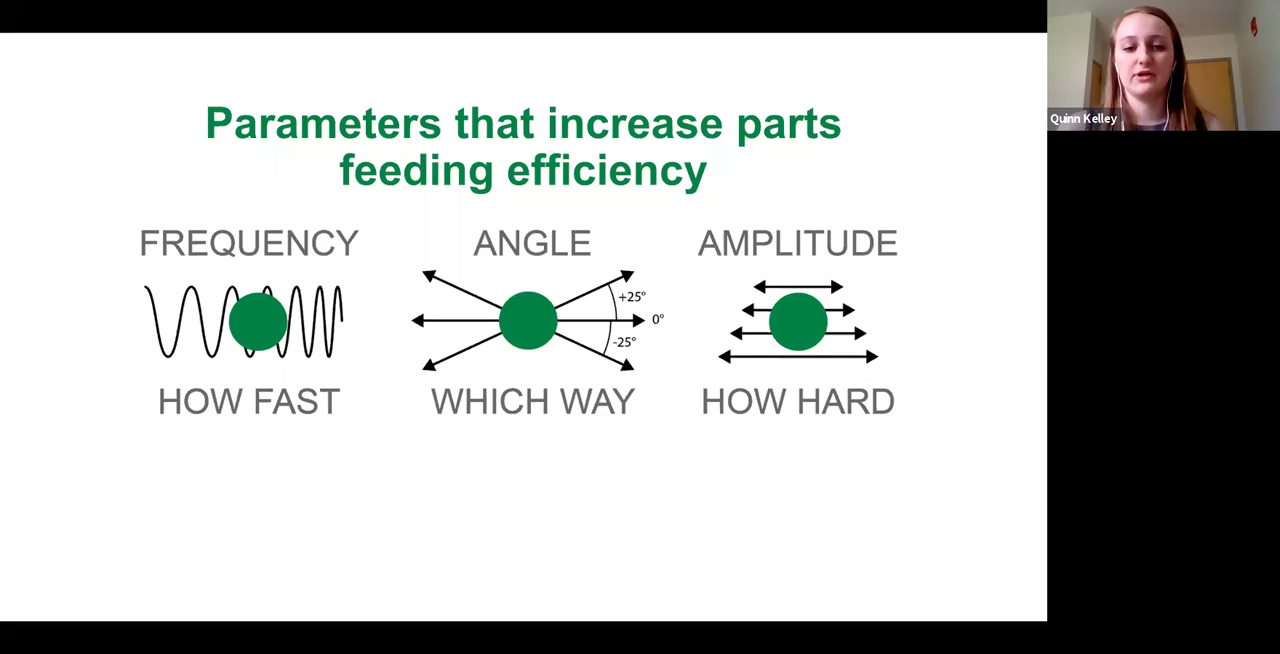 Parameters that increase parts
feeding efficiency
FREQUENCY
ANGLE
AMPLITUDE
+25°
0°
-25°
HOW FAST
WHICH WAY
HOW HARD
Quinn Kelley